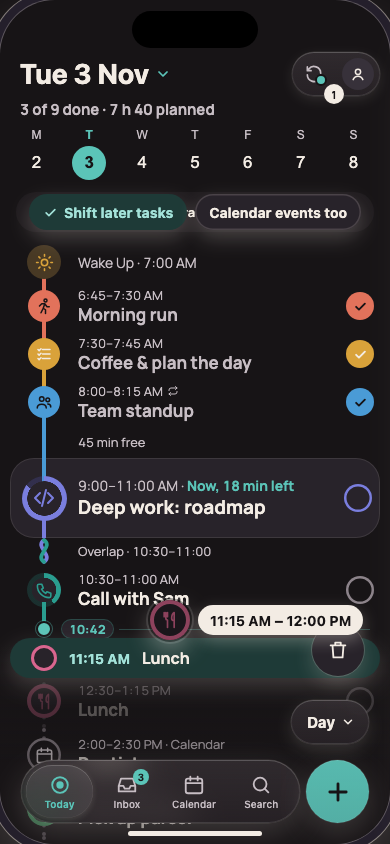 Tue 3 Nov
1
3 of 9 done · 7 h 40 planned
M T W T F S S
2 3 4 5 6 7 8
Shift later tasks
Calendar events too
Wake Up · 7:00 AM
6:45–7:30 AM
Morning run
7:30–7:45 AM
Coffee & plan the day
8:00–8:15 AM
Team standup
45 min free
9:00–11:00 AM · Now, 18 min left
Deep work: roadmap
Overlap · 10:30–11:00
10:30–11:00 AM
Call with Sam
11:15 AM – 12:00 PM
10:42
11:15 AM Lunch
12:30–1:15 PM
Lunch
Day
2:00–2:30 PM · Calendar
3
Today Inbox Calendar Search